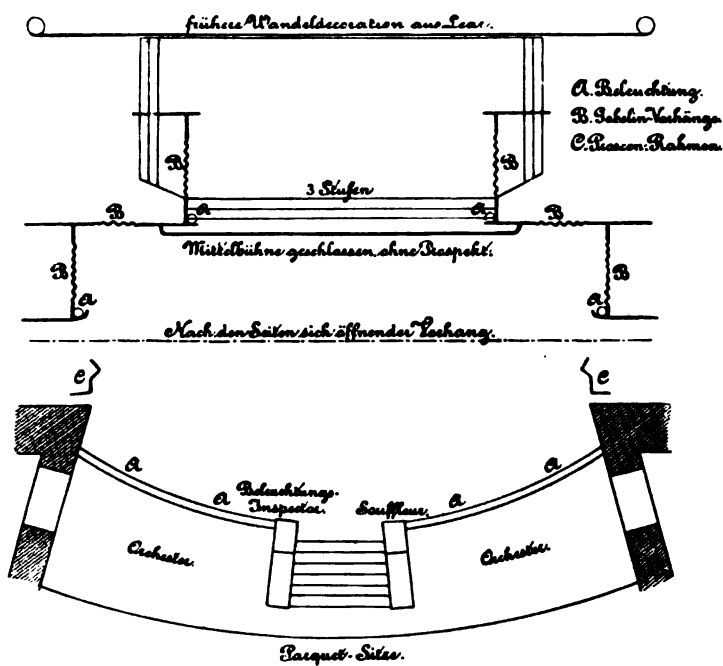 frühere Wandeldecoration aus Lear.
A. Beleuchtung.
B. Gobelin-Vorhänge.
C. Proscen.-Rahmen.
B
B
3 Stufen
B
A
A
B
Mittelbühne geschlossen, ohne Prospekt.
B
B
A
A
Nach den Seiten sich öffnender Vorhang.
C
C
A
A
Beleuchtungs-
Inspector.
Souffleur.
A
A
Orchester.
Orchester.
Parquet-Sitze.